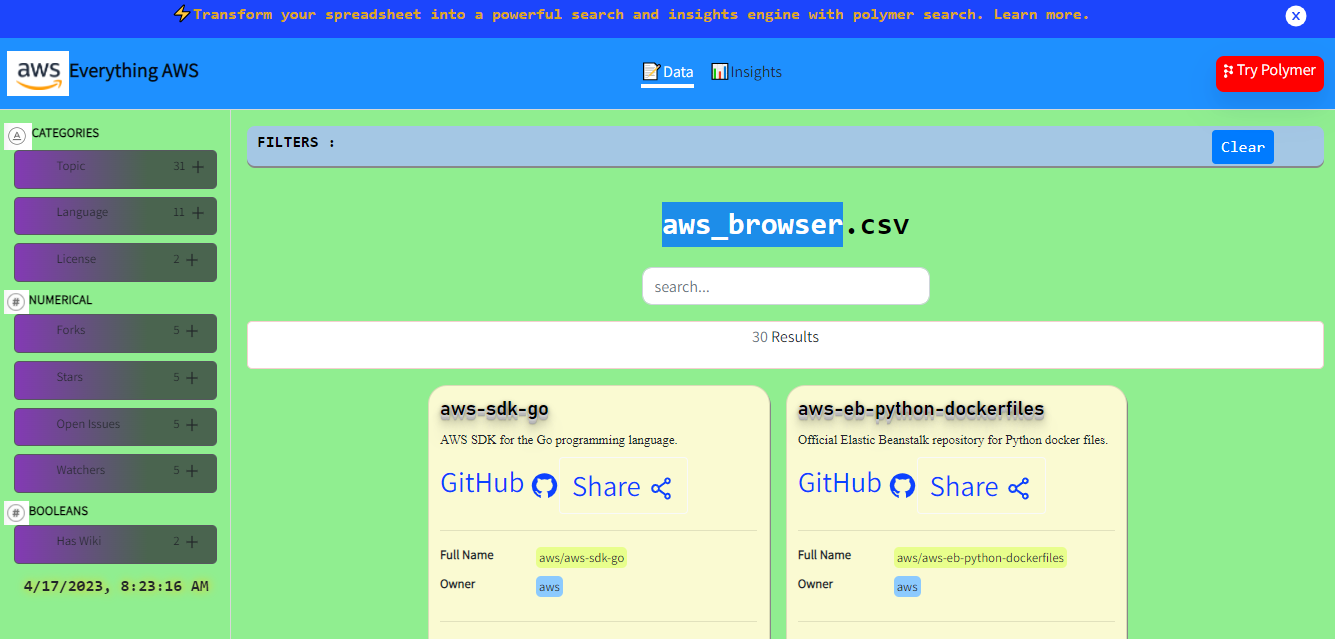 ⚡Transform your spreadsheet into a powerful search and insights engine with polymer search. Learn more.
X
aws
Everything AWS
Data
Insights
Try Polymer
A CATEGORIES
Topic 31 +
Language 11 +
License 2 +
# NUMERICAL
Forks 5 +
Stars 5 +
Open Issues 5 +
Watchers 5 +
# BOOLEANS
Has Wiki 2 +
4/17/2023, 8:23:16 AM
FILTERS :
Clear
aws_browser.csv
search...
30 Results
aws-sdk-go
AWS SDK for the Go programming language.
GitHub Share
Full Name aws/aws-sdk-go
Owner aws
aws-eb-python-dockerfiles
Official Elastic Beanstalk repository for Python docker files.
GitHub Share
Full Name aws/aws-eb-python-dockerfiles
Owner aws